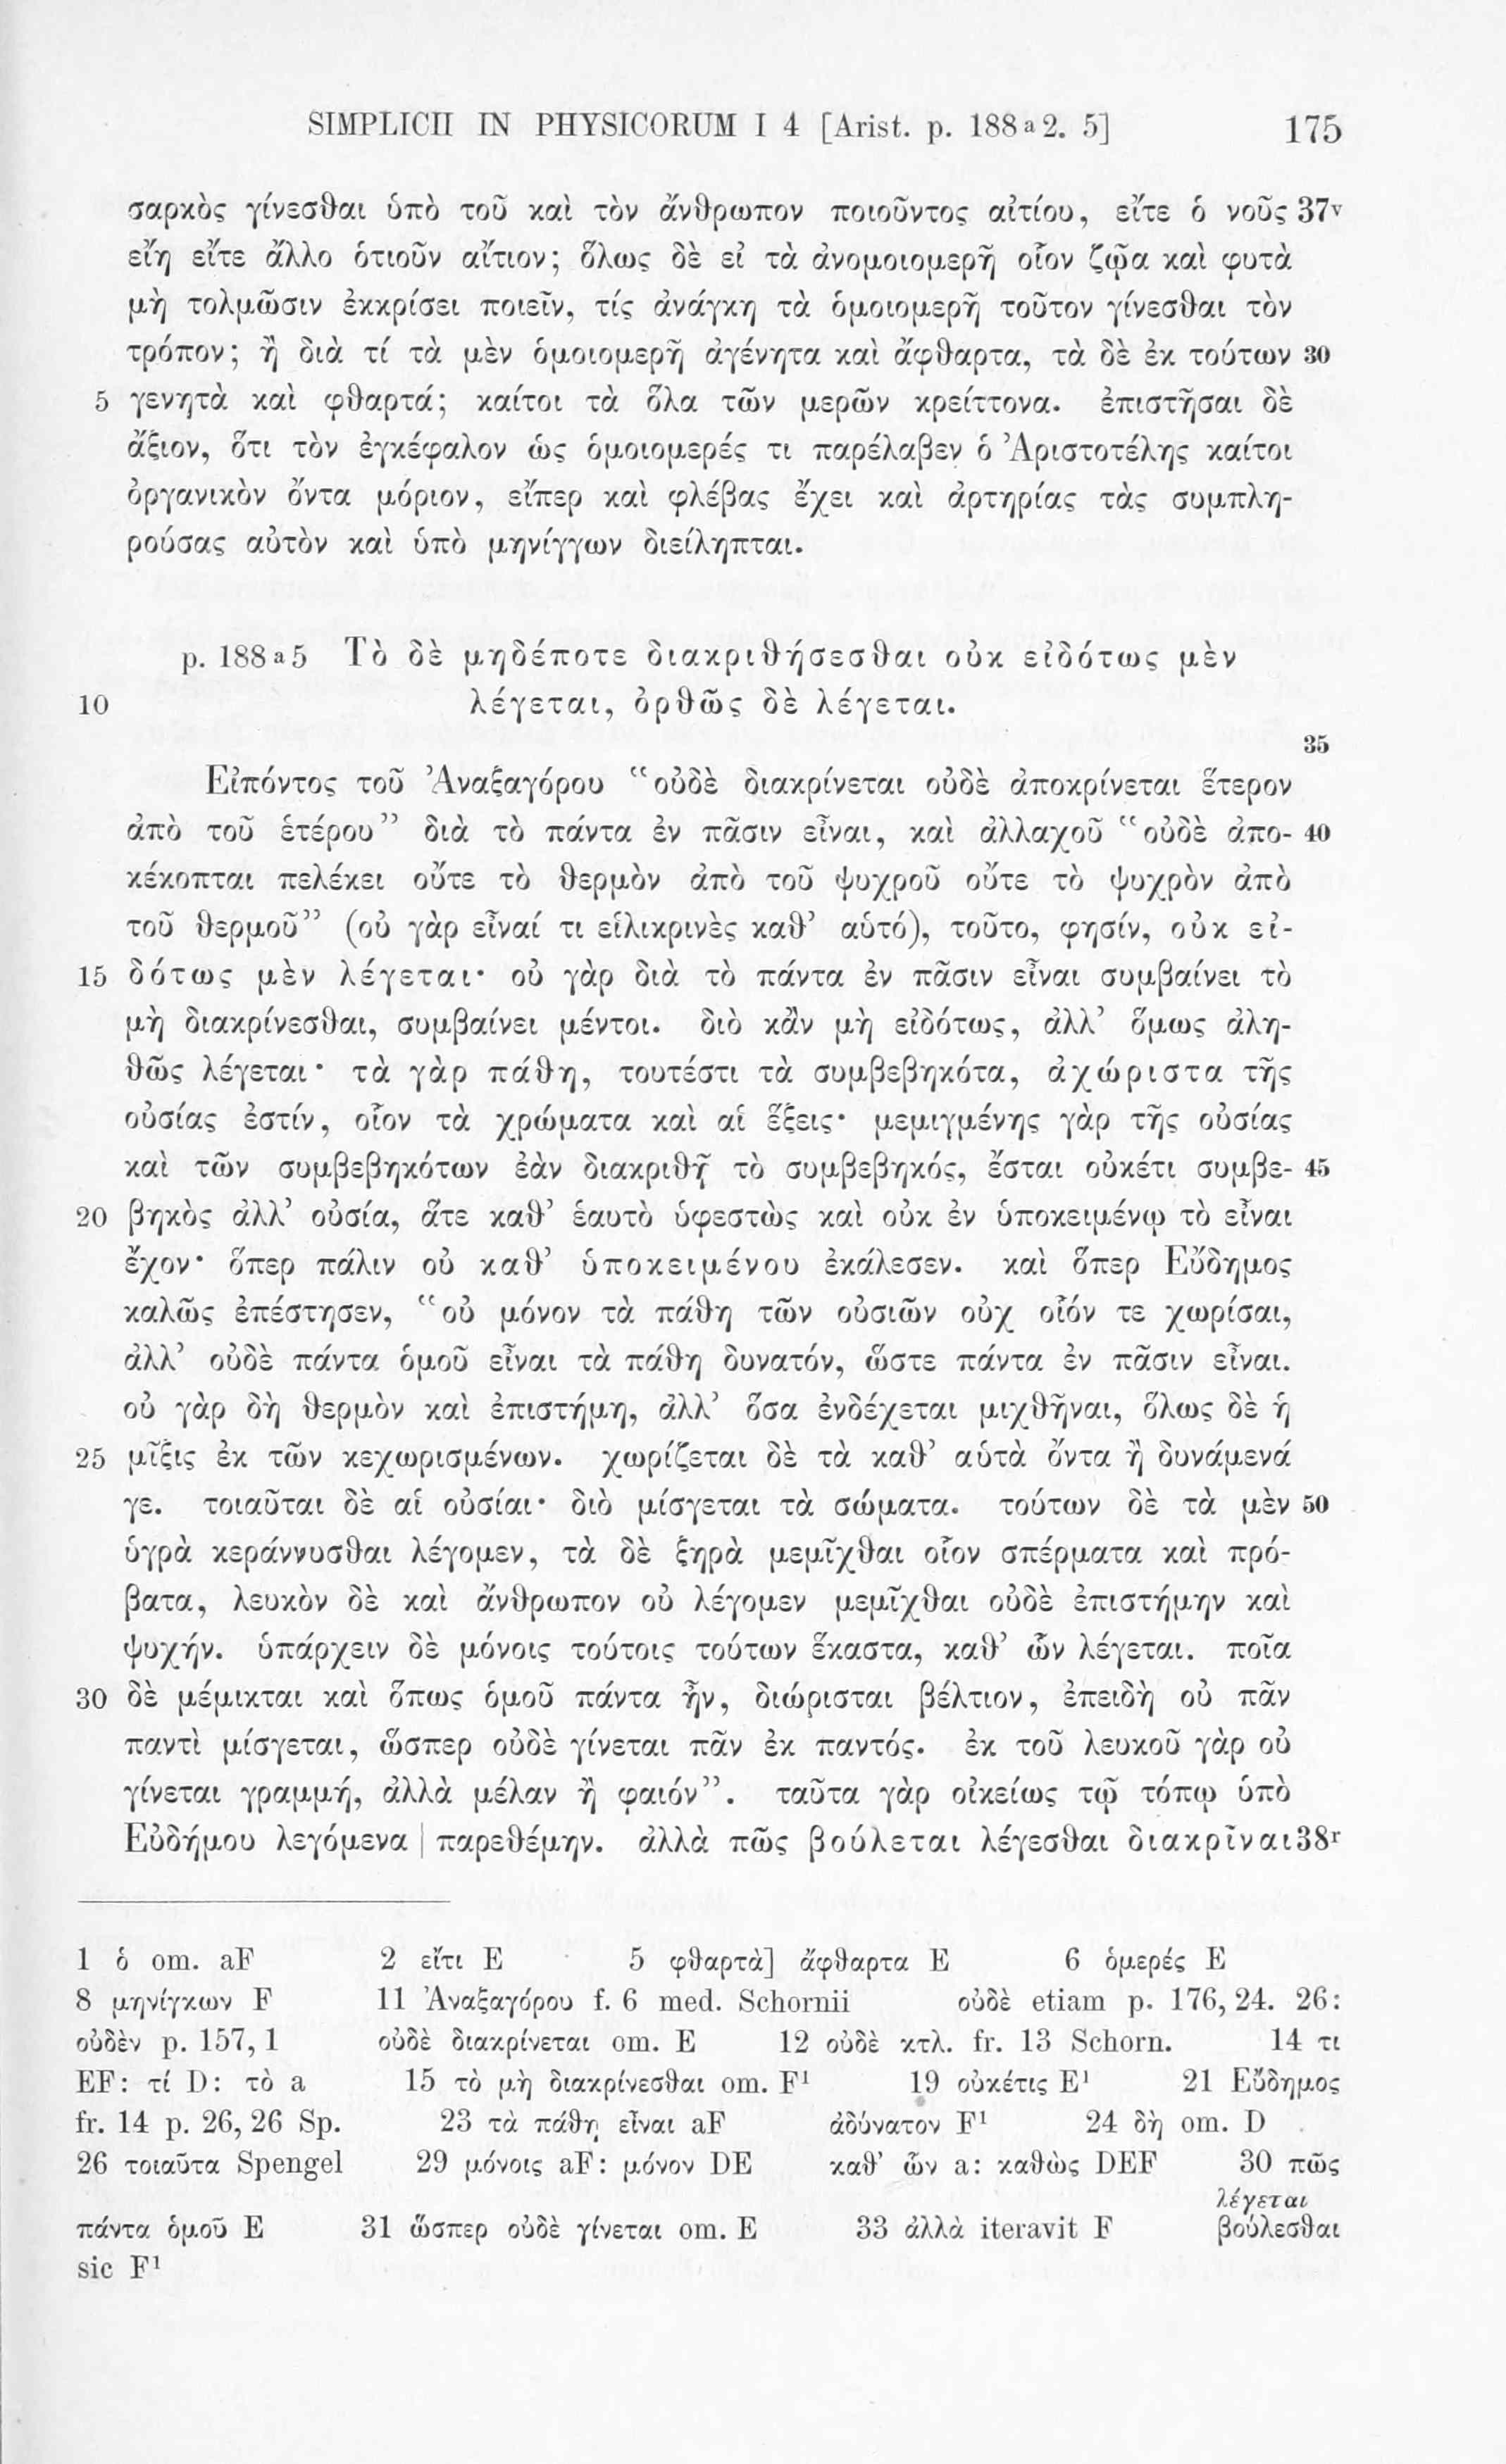 SIMPLICII IN PHYSICORUM I 4 [Arist. p. 188 a 2. 5] 175
σαρκὸς γίνεσθαι ὑπὸ τοῦ καὶ τὸν ἄνθρωπον ποιοῦντος αἰτίου, εἴτε ὁ νοῦς 37v
εἴη εἴτε ἄλλο ὁτιοῦν αἴτιον; ὅλως δὲ εἰ τὰ ἀνομοιομερῆ οἷον ζῷα καὶ φυτὰ
μὴ τολμῶσιν ἐκκρίσει ποιεῖν, τίς ἀνάγκη τὰ ὁμοιομερῆ τοῦτον γίνεσθαι τὸν
τρόπον; ἢ διὰ τί τὰ μὲν ὁμοιομερῆ ἀγένητα καὶ ἄφθαρτα, τὰ δὲ ἐκ τούτων 30
5 γενητὰ καὶ φθαρτά; καίτοι τὰ ὅλα τῶν μερῶν κρείττονα. ἐπιστῆσαι δὲ
ἄξιον, ὅτι τὸν ἐγκέφαλον ὡς ὁμοιομερές τι παρέλαβεν ὁ Ἀριστοτέλης καίτοι
ὀργανικὸν ὄντα μόριον, εἴπερ καὶ φλέβας ἔχει καὶ ἀρτηρίας τὰς συμπλη-
ρούσας αὐτὸν καὶ ὑπὸ μηνίγγων διείληπται.
p. 188 a 5 Τὸ δὲ μηδέποτε διακριθήσεσθαι οὐκ εἰδότως μὲν
10 λέγεται, ὀρθῶς δὲ λέγεται.
35
Εἰπόντος τοῦ Ἀναξαγόρου “οὐδὲ διακρίνεται οὐδὲ ἀποκρίνεται ἕτερον
ἀπὸ τοῦ ἑτέρου” διὰ τὸ πάντα ἐν πᾶσιν εἶναι, καὶ ἀλλαχοῦ “οὐδὲ ἀπο- 40
κέκοπται πελέκει οὔτε τὸ θερμὸν ἀπὸ τοῦ ψυχροῦ οὔτε τὸ ψυχρὸν ἀπὸ
τοῦ θερμοῦ” (οὐ γὰρ εἶναί τι εἱλικρινὲς καθ’ αὑτό), τοῦτο, φησίν, οὐκ εἰ-
15 δότως μὲν λέγεται· οὐ γὰρ διὰ τὸ πάντα ἐν πᾶσιν εἶναι συμβαίνει τὸ
μὴ διακρίνεσθαι, συμβαίνει μέντοι. διὸ κἂν μὴ εἰδότως, ἀλλ’ ὅμως ἀλη-
θῶς λέγεται· τὰ γὰρ πάθη, τουτέστι τὰ συμβεβηκότα, ἀχώριστα τῆς
οὐσίας ἐστίν, οἷον τὰ χρώματα καὶ αἱ ἕξεις· μεμιγμένης γὰρ τῆς οὐσίας
καὶ τῶν συμβεβηκότων ἐὰν διακριθῇ τὸ συμβεβηκός, ἔσται οὐκέτι συμβε- 45
20 βηκὸς ἀλλ’ οὐσία, ἅτε καθ’ ἑαυτὸ ὑφεστὼς καὶ οὐκ ἐν ὑποκειμένῳ τὸ εἶναι
ἔχον· ὅπερ πάλιν οὐ καθ’ ὑποκειμένου ἐκάλεσεν. καὶ ὅπερ Εὔδημος
καλῶς ἐπέστησεν, “οὐ μόνον τὰ πάθη τῶν οὐσιῶν οὐχ οἷόν τε χωρίσαι,
ἀλλ’ οὐδὲ πάντα ὁμοῦ εἶναι τὰ πάθη δυνατόν, ὥστε πάντα ἐν πᾶσιν εἶναι.
οὐ γὰρ δὴ θερμὸν καὶ ἐπιστήμη, ἀλλ’ ὅσα ἐνδέχεται μιχθῆναι, ὅλως δὲ ἡ
25 μῖξις ἐκ τῶν κεχωρισμένων. χωρίζεται δὲ τὰ καθ’ αὑτὰ ὄντα ἢ δυνάμενά
γε. τοιαῦται δὲ αἱ οὐσίαι· διὸ μίσγεται τὰ σώματα. τούτων δὲ τὰ μὲν 50
ὑγρὰ κεράννυσθαι λέγομεν, τὰ δὲ ξηρὰ μεμῖχθαι οἷον σπέρματα καὶ πρό-
βατα, λευκὸν δὲ καὶ ἄνθρωπον οὐ λέγομεν μεμῖχθαι οὐδὲ ἐπιστήμην καὶ
ψυχήν. ὑπάρχειν δὲ μόνοις τούτοις τούτων ἕκαστα, καθ’ ὧν λέγεται. ποῖα
30 δὲ μέμικται καὶ ὅπως ὁμοῦ πάντα ἦν, διώρισται βέλτιον, ἐπειδὴ οὐ πᾶν
παντὶ μίσγεται, ὥσπερ οὐδὲ γίνεται πᾶν ἐκ παντός. ἐκ τοῦ λευκοῦ γὰρ οὐ
γίνεται γραμμή, ἀλλὰ μέλαν ἢ φαιόν”. ταῦτα γὰρ οἰκείως τῷ τόπῳ ὑπὸ
Εὐδήμου λεγόμενα | παρεθέμην. ἀλλὰ πῶς βούλεται λέγεσθαι διακρῖναι 38r
1 ὁ om. aF 2 εἴτι E 5 φθαρτὰ] ἄφθαρτα E 6 ὁμερές E
8 μηνίγκων F 11 Ἀναξαγόρου f. 6 med. Schornii οὐδὲ etiam p. 176, 24. 26:
οὐδὲν p. 157, 1 οὐδὲ διακρίνεται om. E 12 οὐδὲ κτλ. fr. 13 Schorn. 14 τι
EF: τί D: τὸ a 15 τὸ μὴ διακρίνεσθαι om. F¹ 19 οὐκέτις E¹ 21 Εὔδημος
fr. 14 p. 26, 26 Sp. 23 τὰ πάθη εἶναι aF ἀδύνατον F¹ 24 δὴ om. D
26 τοιαῦτα Spengel 29 μόνοις aF: μόνον DE καθ’ ὧν a: καθὼς DEF 30 πῶς
λέγεται
πάντα ὁμοῦ E 31 ὥσπερ οὐδὲ γίνεται om. E 33 ἀλλὰ iteravit F βούλεσθαι
sic F¹